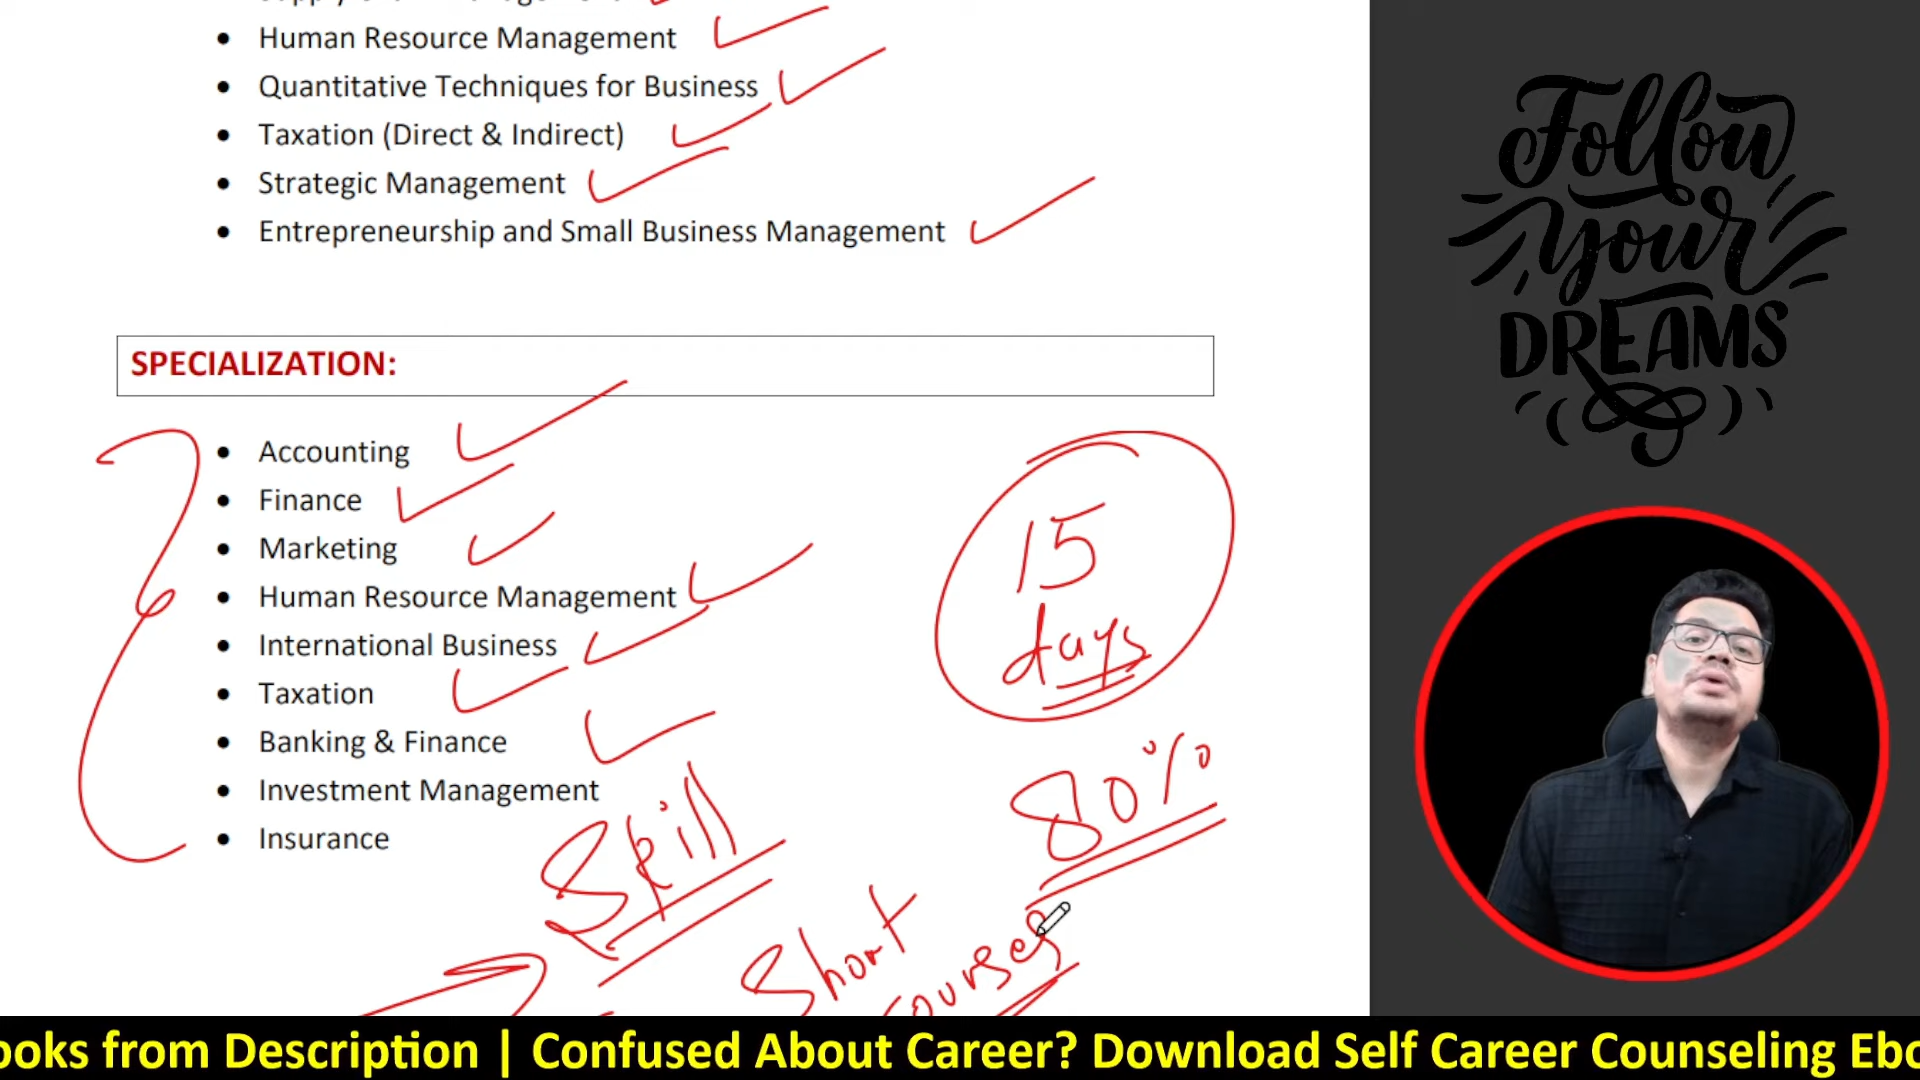 Human Resource Management
Quantitative Techniques for Business
Taxation (Direct & Indirect)
Strategic Management
Entrepreneurship and Small Business Management
SPECIALIZATION:
Accounting
Finance
Marketing
Human Resource Management
International Business
Taxation
Banking & Finance
Investment Management
Insurance
15
days
80%
Skill
Short
courses
Follow
Your
DREAMS
ooks from Description | Confused About Career? Download Self Career Counseling Ebo